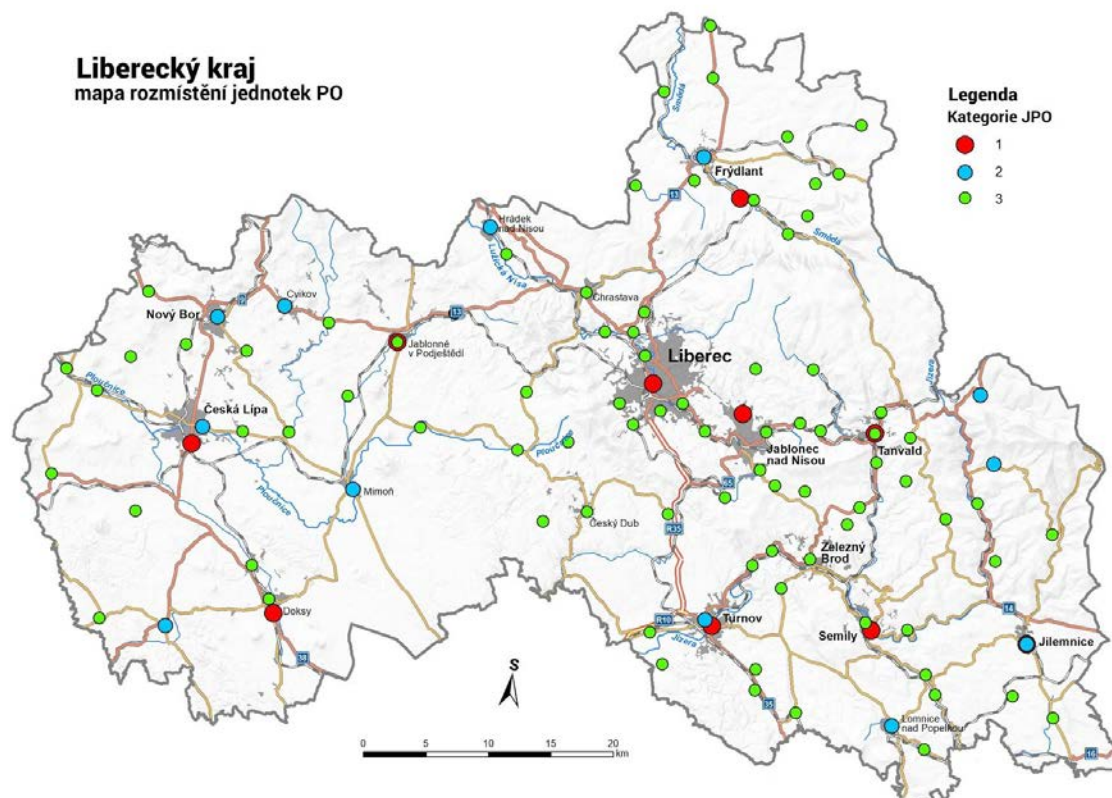 Liberecký kraj
mapa rozmístění jednotek PO
Legenda
Kategorie JPO
1
2
3
Smědá
Frýdlant
13
Smědá
Hrádek
nad Nisou
Lužická Nisa
Chrastava
Cvikov
9
13
Nový Bor
Jablonné
v Podještědí
Liberec
Jizera
Ploučnice
Česká Lípa
Ploučnice
Jablonec
nad Nisou
Tanvald
Ploučnice
Mimoň
65
Český Dub
R35
Železný
Brod
Doksy
R10
Turnov
Jizera
Semily
14
Jilemnice
38
S
35
Lomnice
nad Popelkou
16
0 5 10 15 20
km